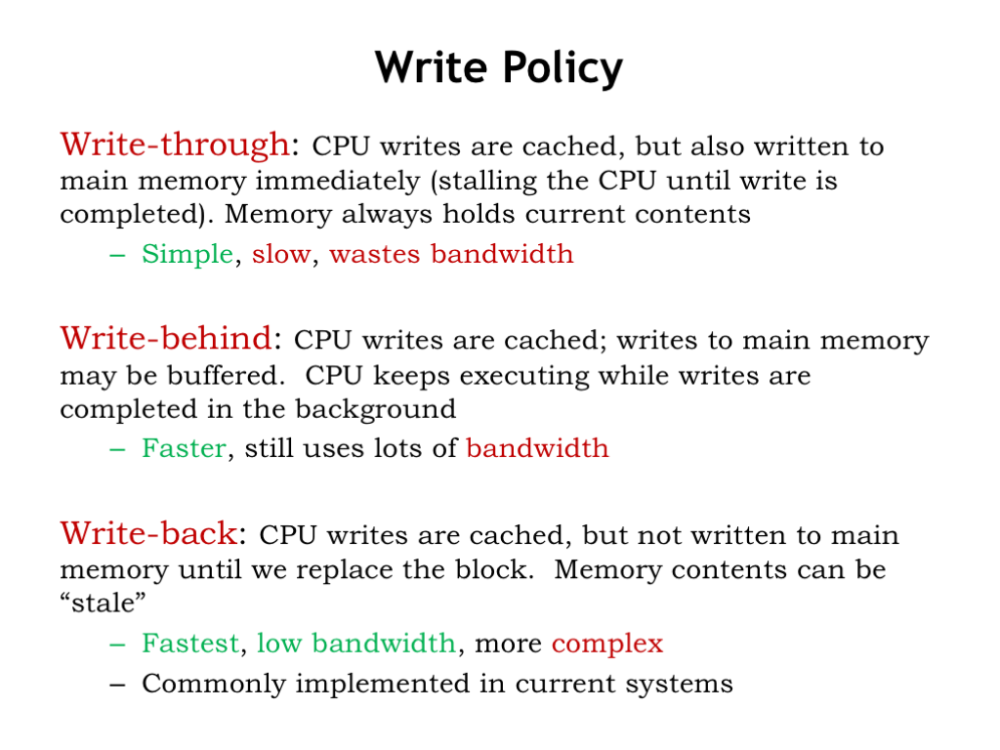 Write Policy
Write-through: CPU writes are cached, but also written to
main memory immediately (stalling the CPU until write is
completed). Memory always holds current contents
– Simple, slow, wastes bandwidth
Write-behind: CPU writes are cached; writes to main memory
may be buffered.  CPU keeps executing while writes are
completed in the background
– Faster, still uses lots of bandwidth
Write-back: CPU writes are cached, but not written to main
memory until we replace the block.  Memory contents can be
“stale”
– Fastest, low bandwidth, more complex
– Commonly implemented in current systems